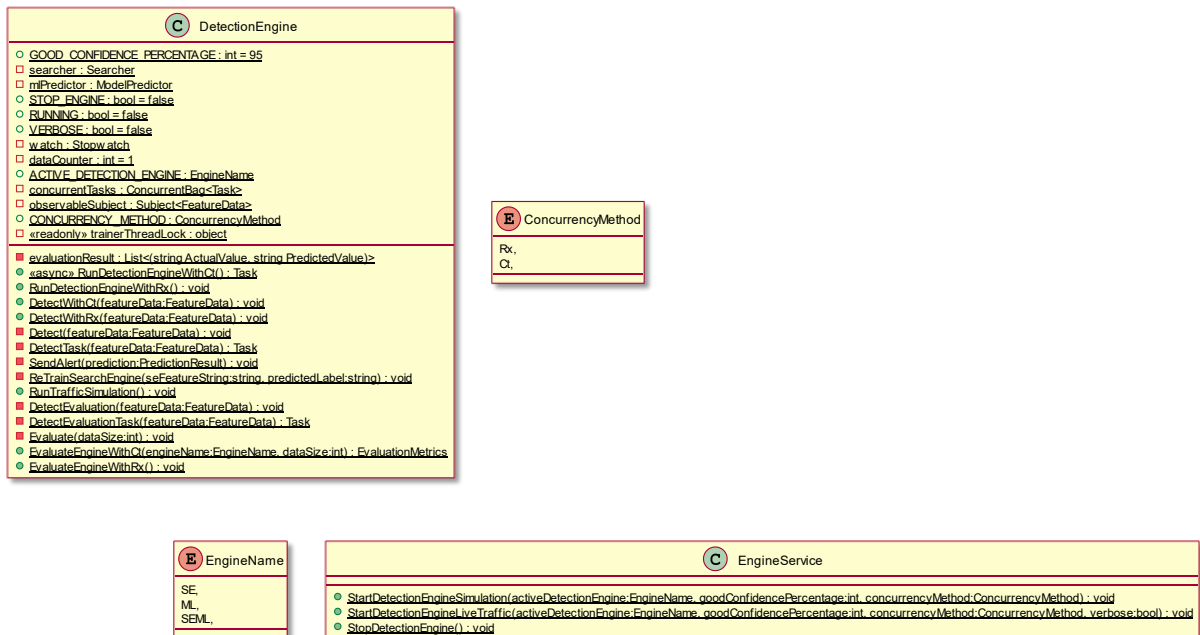 C DetectionEngine
GOOD_CONFIDENCE_PERCENTAGE : int = 95
searcher : Searcher
mlPredictor : ModelPredictor
STOP_ENGINE : bool = false
RUNNING : bool = false
VERBOSE : bool = false
watch : Stopwatch
dataCounter : int = 1
ACTIVE_DETECTION_ENGINE : EngineName
concurrentTasks : ConcurrentBag<Task>
observableSubject : Subject<FeatureData>
CONCURRENCY_METHOD : ConcurrencyMethod
«readonly» trainerThreadLock : object
evaluationResult : List<(string ActualValue, string PredictedValue)>
«async» RunDetectionEngineWithCt() : Task
RunDetectionEngineWithRx() : void
DetectWithCt(featureData:FeatureData) : void
DetectWithRx(featureData:FeatureData) : void
Detect(featureData:FeatureData) : void
DetectTask(featureData:FeatureData) : Task
SendAlert(prediction:PredictionResult) : void
ReTrainSearchEngine(seFeatureString:string, predictedLabel:string) : void
RunTrafficSimulation() : void
DetectEvaluation(featureData:FeatureData) : void
DetectEvaluationTask(featureData:FeatureData) : Task
Evaluate(dataSize:int) : void
EvaluateEngineWithCt(engineName:EngineName, dataSize:int) : EvaluationMetrics
EvaluateEngineWithRx() : void
E ConcurrencyMethod
Rx,
Ct,
E EngineName
SE,
ML,
SEML,
C EngineService
StartDetectionEngineSimulation(activeDetectionEngine:EngineName, goodConfidencePercentage:int, concurrencyMethod:ConcurrencyMethod) : void
StartDetectionEngineLiveTraffic(activeDetectionEngine:EngineName, goodConfidencePercentage:int, concurrencyMethod:ConcurrencyMethod, verbose:bool) : void
StopDetectionEngine() : void